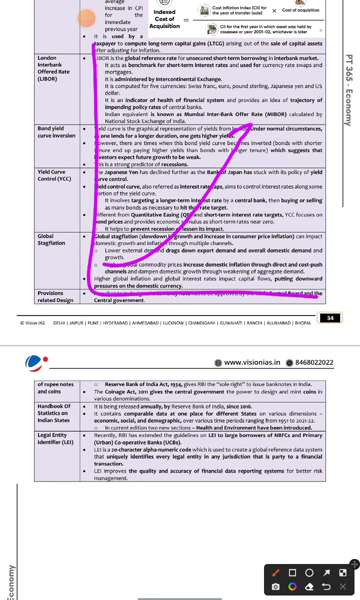 average
increase in CPI
for the
immediate
previous year
It is used by a
Indexed
Cost of
Acquisition
Cost Inflation Index (CII) for
the year of transfer (sale)
Cost of acquisition
CII for the first year in which asset was held by
assessee or year 2001-02, whichever is later
taxpayer to compute long-term capital gains (LTCG) arising out of the sale of capital assets
after adjusting for inflation.
London
Interbank
Offered Rate
(LIBOR)
LIBOR is the global reference rate for unsecured short-term borrowing in interbank market.
It acts as benchmark for short-term interest rates and used for currency rate swaps and
mortgages.
It is administered by Intercontinental Exchange.
It is computed for five currencies: Swiss franc, euro, pound sterling, Japanese yen and US
dollar.
It is an indicator of health of financial system and provides an idea of trajectory of
impending policy rates of central banks.
Indian equivalent is known as Mumbai Inter-Bank Offer Rate (MIBOR) calculated by
National Stock Exchange of India.
Bond yield
curve inversion
Yield curve is the graphical representation of yields from Under normal circumstances,
as one lends for a longer duration, one gets higher yields.
However, there are times when this bond yield curve becomes inverted (bonds with shorter
tenure end up paying higher yields than bonds with longer tenure) which suggests that
investors expect future growth to be weak.
This is a strong predictor of recessions.
Yield Curve
Control (YCC)
The Japanese Yen has declined further as the Bank of Japan has stuck with its policy of yield
curve control.
Yield control curve, also referred as interest rate caps, aims to control interest rates along some
portion of the yield curve.
It involves targeting a longer-term interest rate by a central bank, then buying or selling
as many bonds as necessary to hit the rate target.
Different from Quantitative Easing (QE) and short-term interest rate targets, YCC focuses on
bond prices and provides economic stimulus as short-term rates near zero.
It helps to prevent recession or lessen its impact.
Global
Stagflation
Global stagflation (slowdown in growth and increase in consumer price inflation) can impact
domestic growth and inflation through multiple channels.
Lower external demand drags down export demand and overall domestic demand and
growth.
commodity prices increase domestic inflation through direct and cost-push
channels and dampen domestic growth through weakening of aggregate demand.
Higher global inflation and global interest rates impact capital flows, putting downward
pressures on the domestic currency.
Provisions
related Design
Central Board and the
Central government.
PT 365 - Economy
© Vision IAS
DELHI | JAIPUR | PUNE | HYDERABAD | AHMEDABAD | LUCKNOW | CHANDIGARH | GUWAHATI | RANCHI | ALLAHABAD | BHOPAL
34
www.visionias.in
8468022022
of rupee notes
and coins
Reserve Bank of India Act, 1934, gives RBI the "sole right" to issue banknotes in India.
The Coinage Act, 2011 gives the central government the power to design and mint coins in
various denominations.
Handbook Of
Statistics on
Indian States
It is being released annually, by Reserve Bank of India, since 2016.
It contains comparable data at one place for different States on various dimensions –
economic, social, and demographic, over various time periods ranging from 1951 to 2021-22.
In current edition two new sections – Health and Environment have been introduced.
Legal Entity
Identifier (LEI)
Recently, RBI has extended the guidelines on LEI to large borrowers of NBFCs and Primary
(Urban) Co-operative Banks (UCBs).
LEI is a 20-character alpha-numeric code which is used to create a global reference data system
that uniquely identifies every legal entity in any jurisdiction that is party to a financial
transaction.
LEI improves the quality and accuracy of financial data reporting systems for better risk
management.
Economy